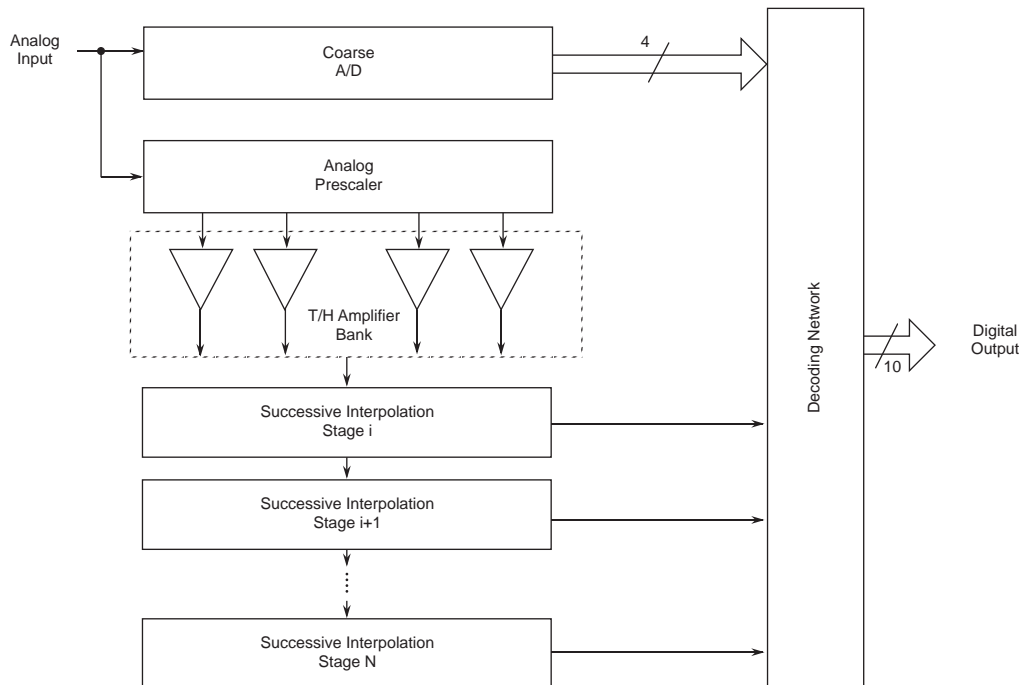 Analog
Input
Coarse
A/D
4
Analog
Prescaler
T/H Amplifier
Bank
Successive Interpolation
Stage i
Successive Interpolation
Stage i+1
Successive Interpolation
Stage N
Decoding Network
10
Digital
Output